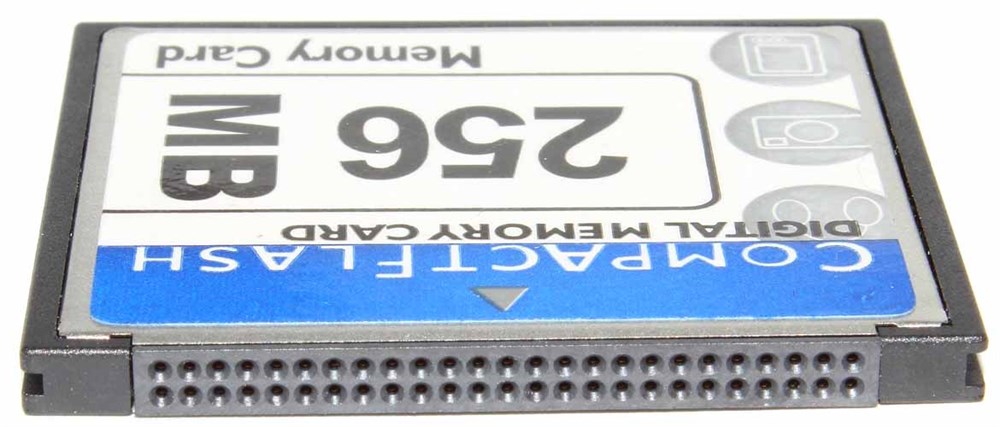 COMPACTFLASH
DIGITAL MEMORY CARD
256 MB
Memory Card